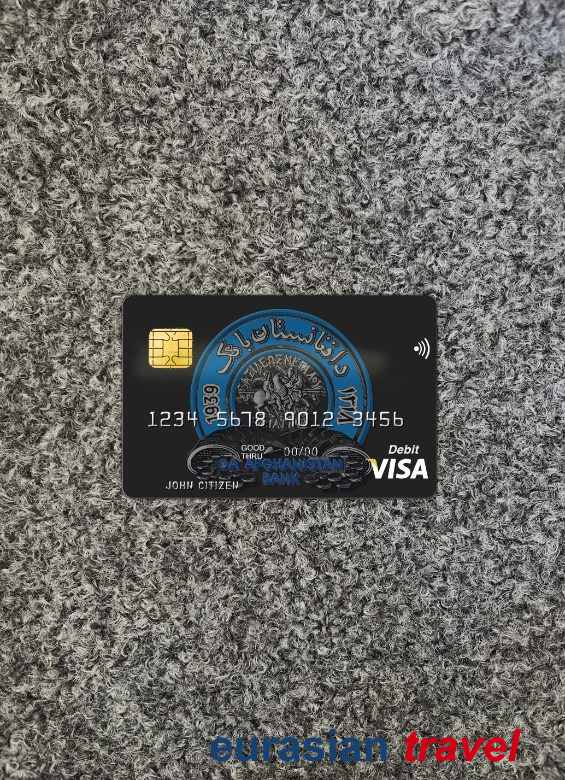 د افغانستان بانک
1939
۱۳۱۸
1234 5678 9012 3456
GOOD THRU 00/00
DA AFGHANISTAN
BANK
JOHN CITIZEN
Debit
VISA
eurasian travel